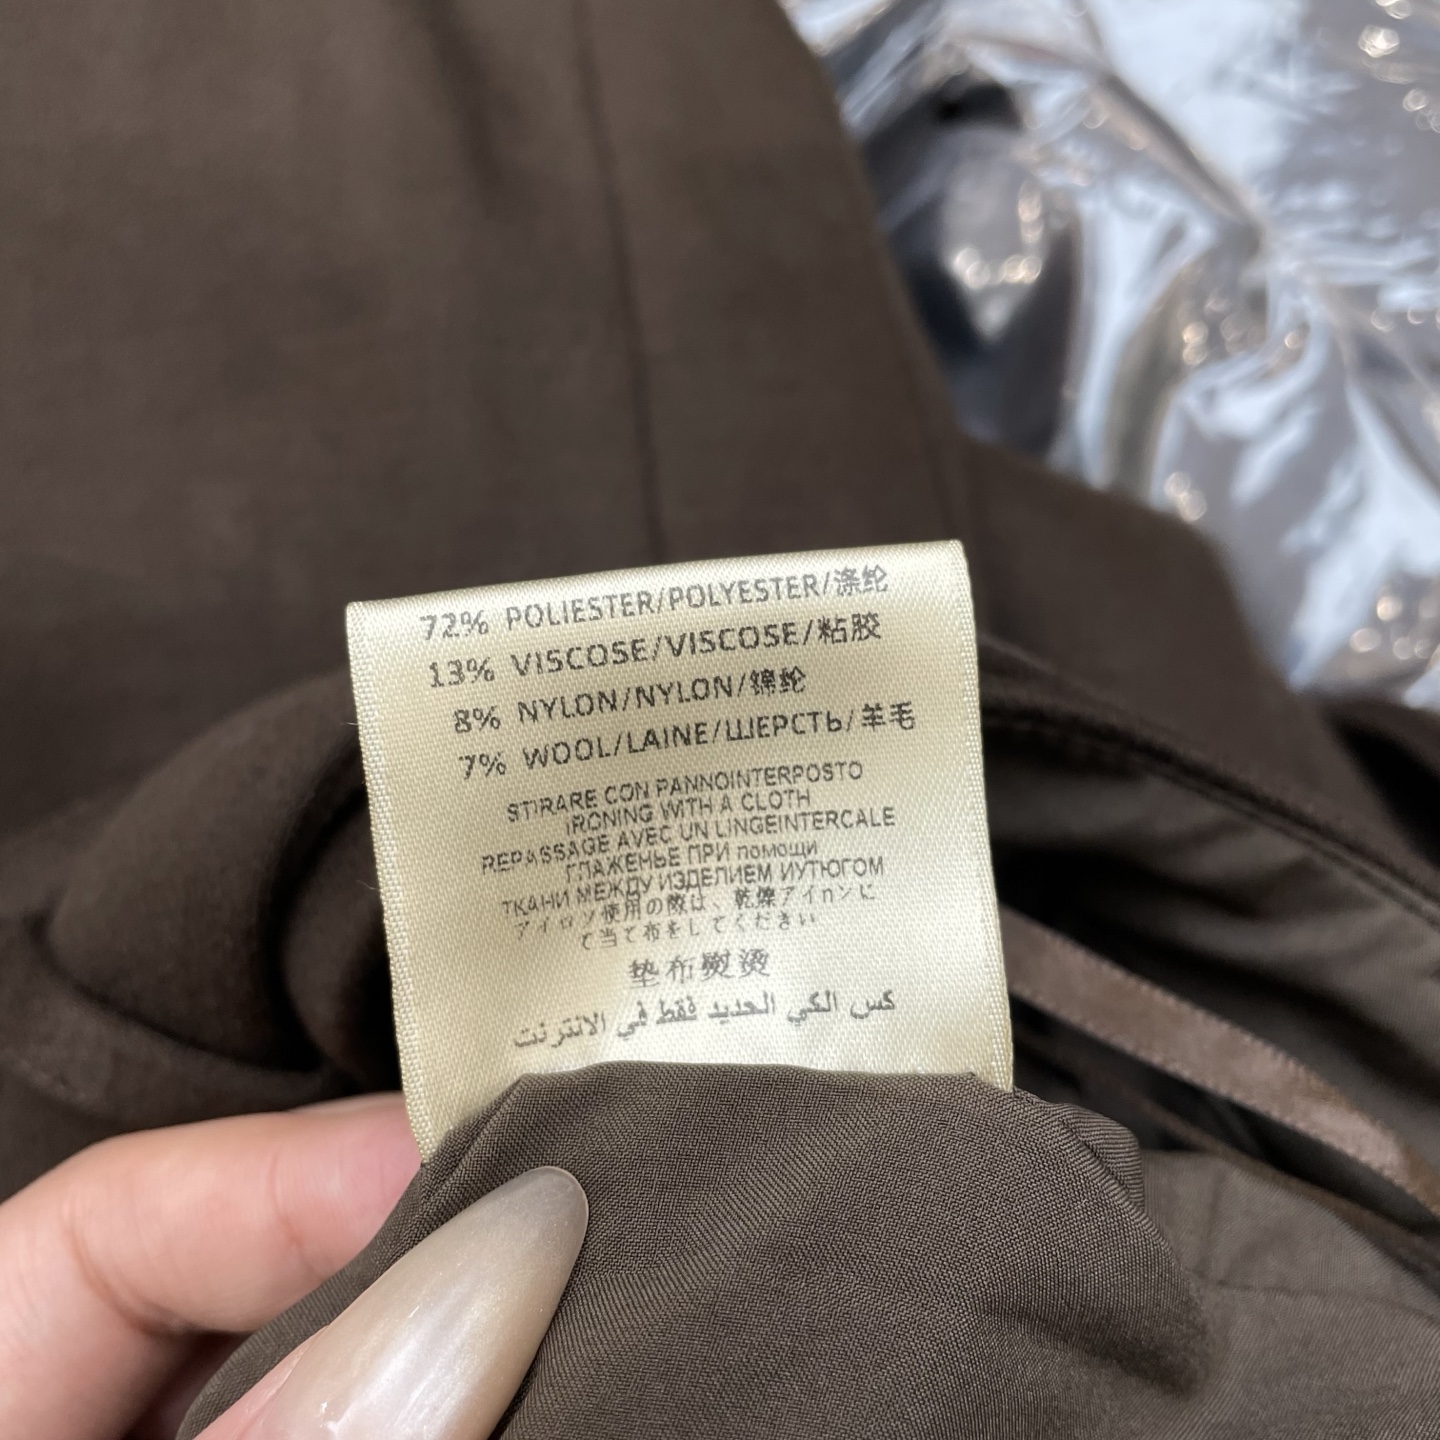 72% POLIESTER/POLYESTER/涤纶
13% VISCOSE/VISCOSE/粘胶
8% NYLON/NYLON/锦纶
7% WOOL/LAINE/ШЕРСТЬ/羊毛
STIRARE CON PANNOINTERPOSTO
IRONING WITH A CLOTH
REPASSAGE AVEC UN LINGEINTERCALE
ГЛАЖЕНЬЕ ПРИ помощи
ТКАНИ МЕЖДУ ИЗДЕЛИЕМ ИУТЮГОМ
アイロン使用の際は、乾燥アイnンに
て当て布をしてください
垫布熨烫
كس الكي الحديد فقط في الانترنت